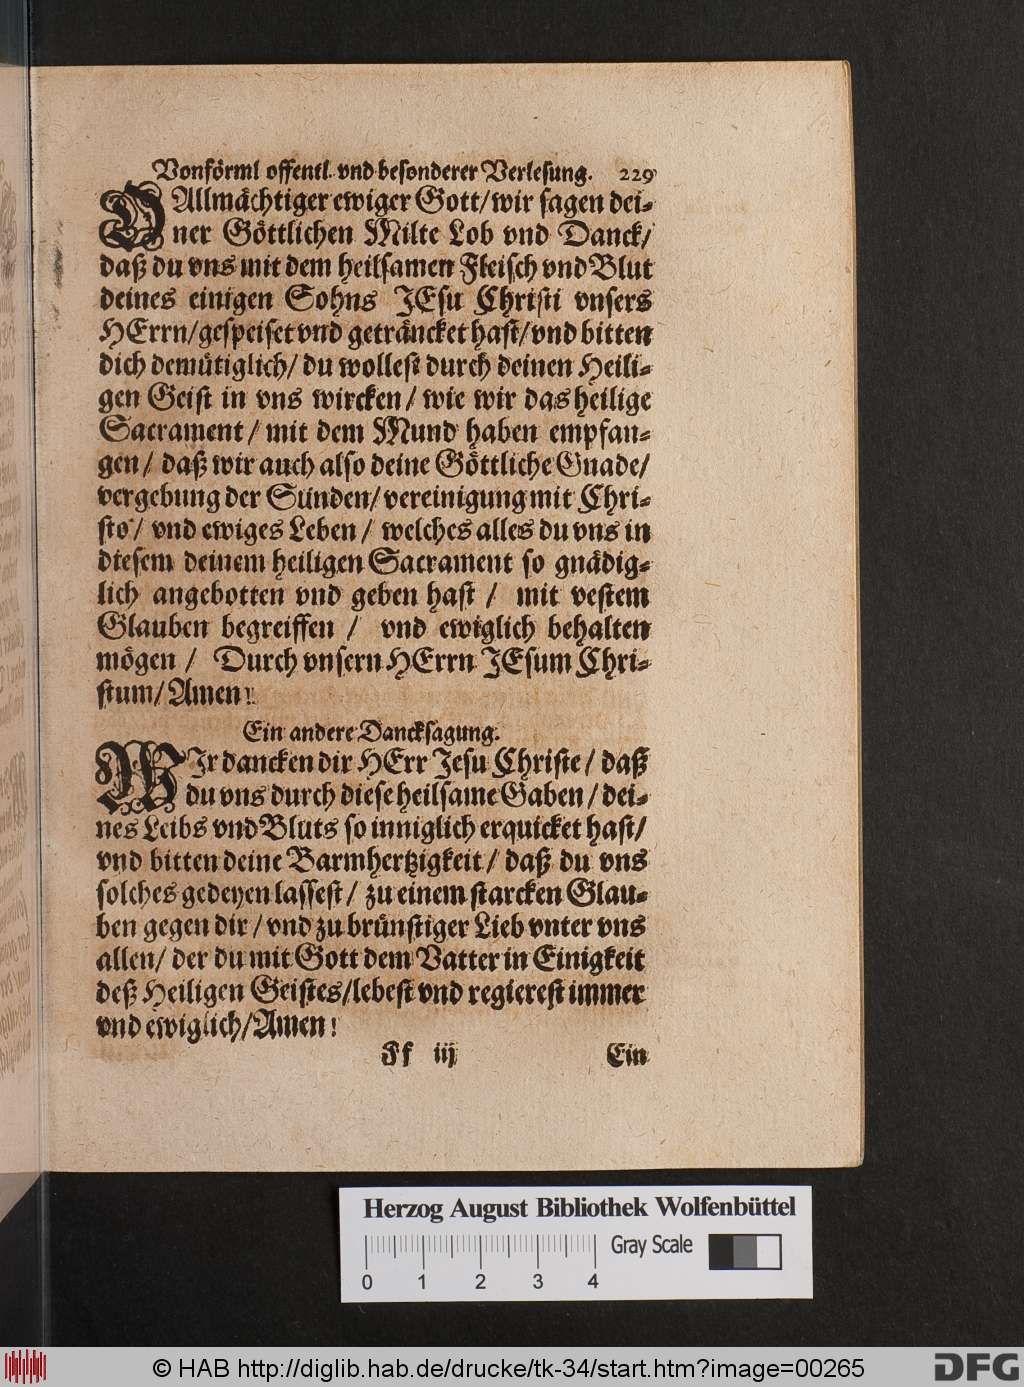 Vonförml offentl. vnd besonderer Verlesung. 229
O Allmächtiger ewiger Gott/wir sagen dei-
ner Göttlichen Milte Lob vnd Danck/
daß du vns mit dem heilsamen Fleisch vnd Blut
deines einigen Sohns JEsu Christi vnsers
HErrn/gespeiset vnd geträncket hast/vnd bitten
dich demütiglich/ du wollest durch deinen Heili-
gen Geist in vns wircken/ wie wir das heilige
Sacrament/ mit dem Mund haben empfan-
gen/ daß wir auch also deine Göttliche Gnade/
vergebung der Sünden/ vereinigung mit Chri-
sto/ vnd ewiges Leben/ welches alles du vns in
diesem deinem heiligen Sacrament so gnädig-
lich angebotten vnd geben hast/ mit vestem
Glauben begreiffen/ vnd ewiglich behalten
mögen/ Durch vnsern HErrn JEsum Chri-
stum/ Amen!
Ein andere Dancksagung.
WJr dancken dir HErr Jesu Christe/ daß
du vns durch diese heilsame Gaben/ dei-
nes Leibs vnd Bluts so inniglich erquicket hast/
vnd bitten deine Barmhertzigkeit/ daß du vns
solches gedeyen lassest/ zu einem starcken Glau-
ben gegen dir/ vnd zu brünstiger Lieb vnter vns
allen/ der du mit Gott dem Vatter in Einigkeit
deß Heiligen Geistes/lebest vnd regierest immer
vnd ewiglich/Amen!
Ff iij Ein
Herzog August Bibliothek Wolfenbüttel
Gray Scale
0 1 2 3 4
© HAB http://diglib.hab.de/drucke/tk-34/start.htm?image=00265
DFG